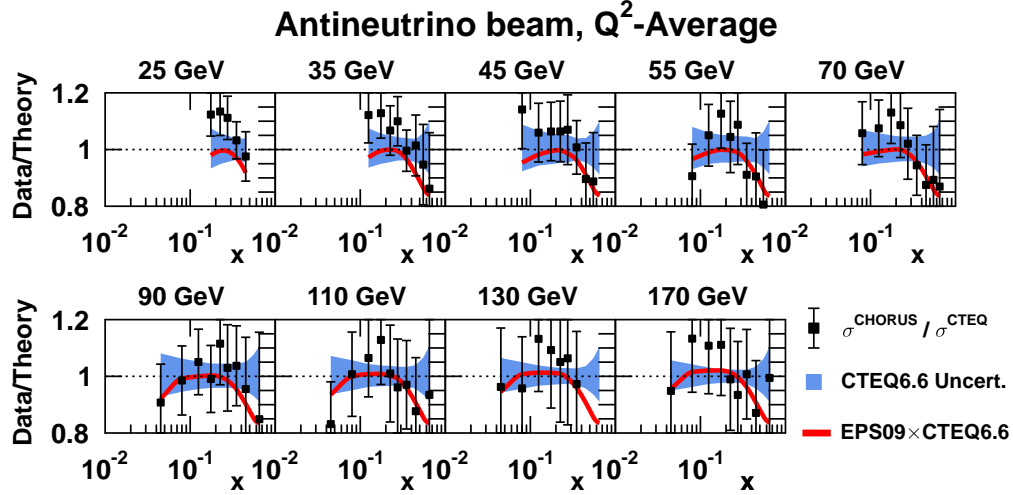 Antineutrino beam, Q²-Average
25 GeV 35 GeV 45 GeV 55 GeV 70 GeV
Data/Theory
1.2
1
0.8
10⁻² 10⁻¹ x 10⁻² 10⁻¹ x 10⁻² 10⁻¹ x 10⁻² 10⁻¹ x 10⁻² 10⁻¹ x
90 GeV 110 GeV 130 GeV 170 GeV
Data/Theory
1.2
1
0.8
10⁻² 10⁻¹ x 10⁻² 10⁻¹ x 10⁻² 10⁻¹ x 10⁻² 10⁻¹ x
σ^CHORUS / σ^CTEQ
CTEQ6.6 Uncert.
EPS09×CTEQ6.6